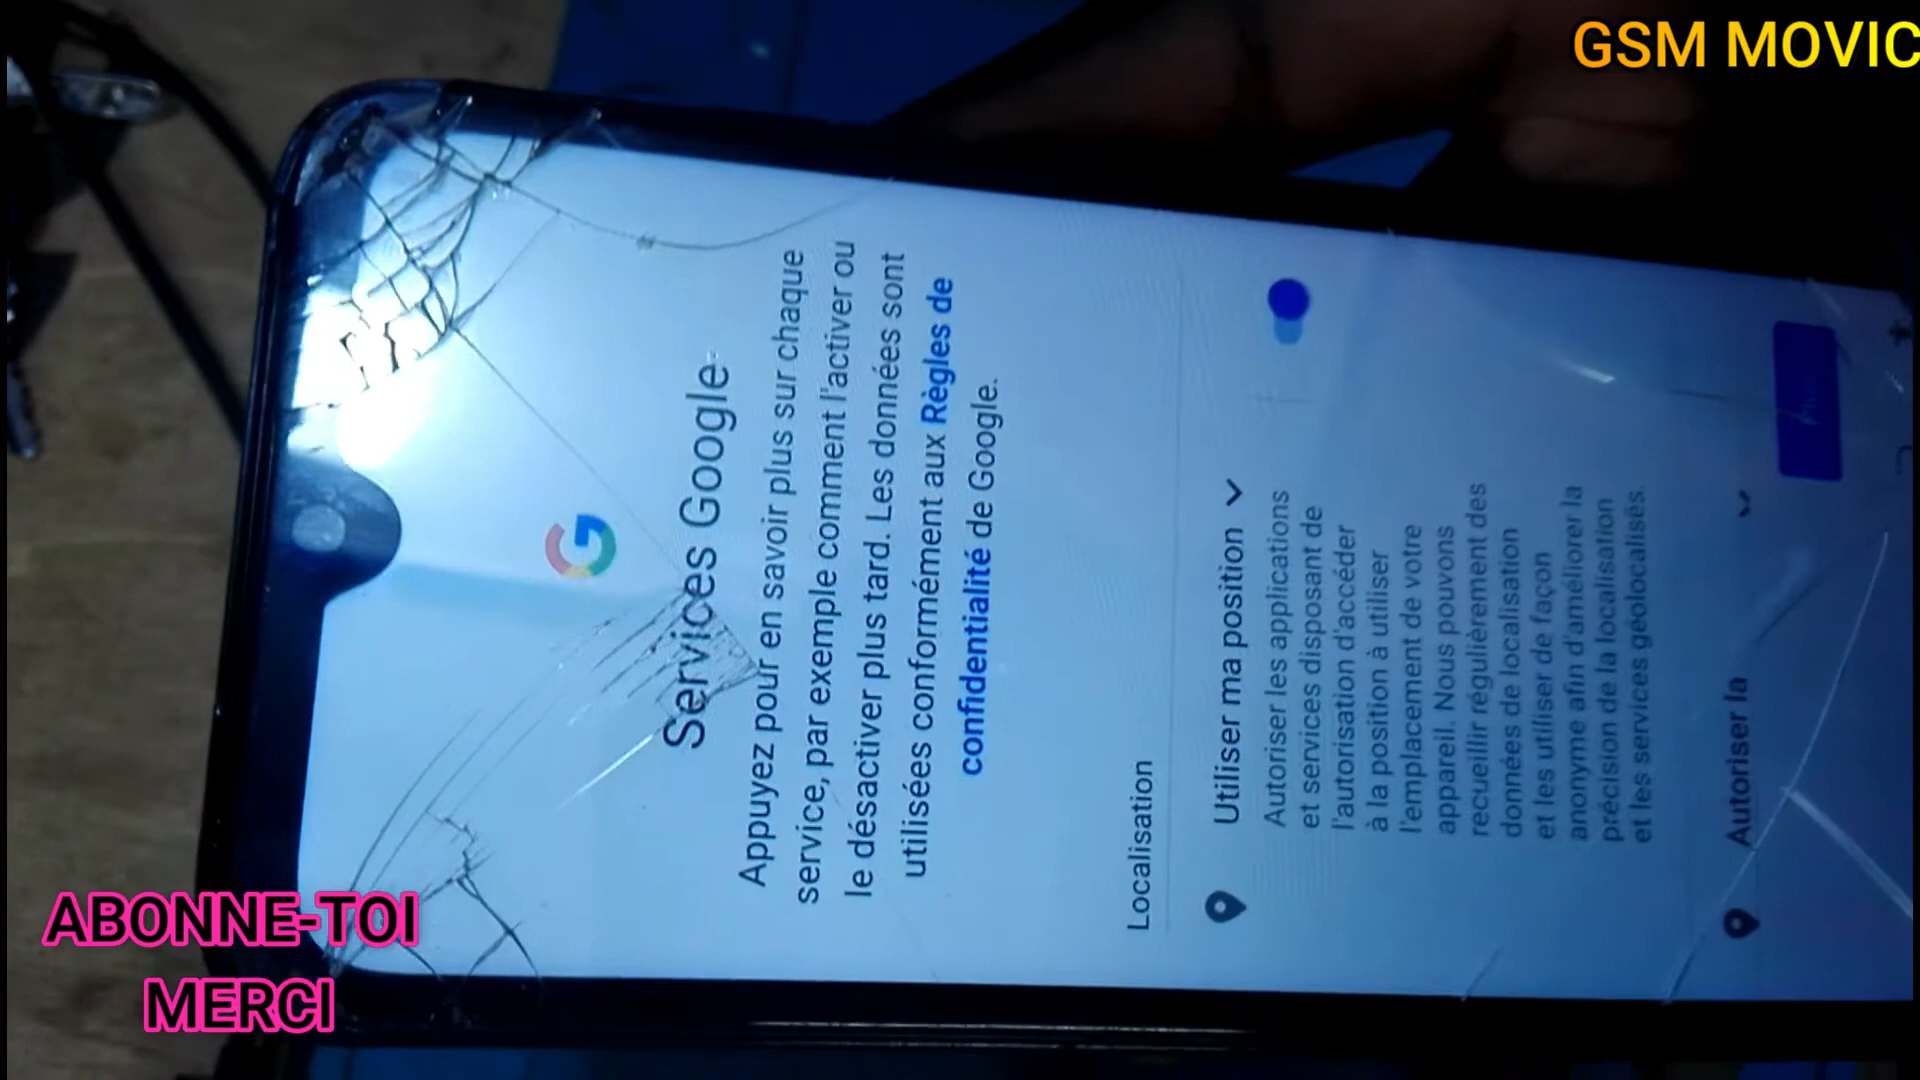 GSM MOVIC
Services Google
Appuyez pour en savoir plus sur chaque
service, par exemple comment l'activer ou
le désactiver plus tard. Les données sont
utilisées conformément aux Règles de
confidentialité de Google.
Localisation
Utiliser ma position
Autoriser les applications
et services disposant de
l'autorisation d'accéder
à la position à utiliser
l'emplacement de votre
appareil. Nous pouvons
recueillir régulièrement des
données de localisation
et les utiliser de façon
anonyme afin d'améliorer la
précision de la localisation
et les services géolocalisés.
Autoriser la
ABONNE-TOI
MERCI